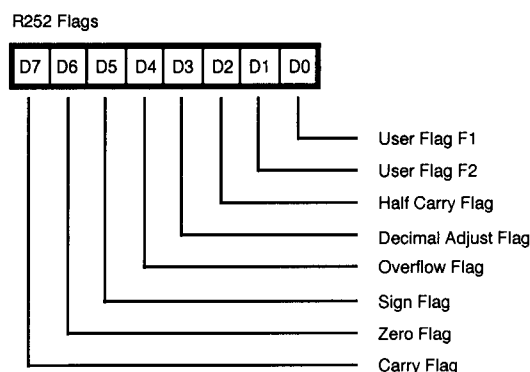 R252 Flags
D7 D6 D5 D4 D3 D2 D1 D0
User Flag F1
User Flag F2
Half Carry Flag
Decimal Adjust Flag
Overflow Flag
Sign Flag
Zero Flag
Carry Flag